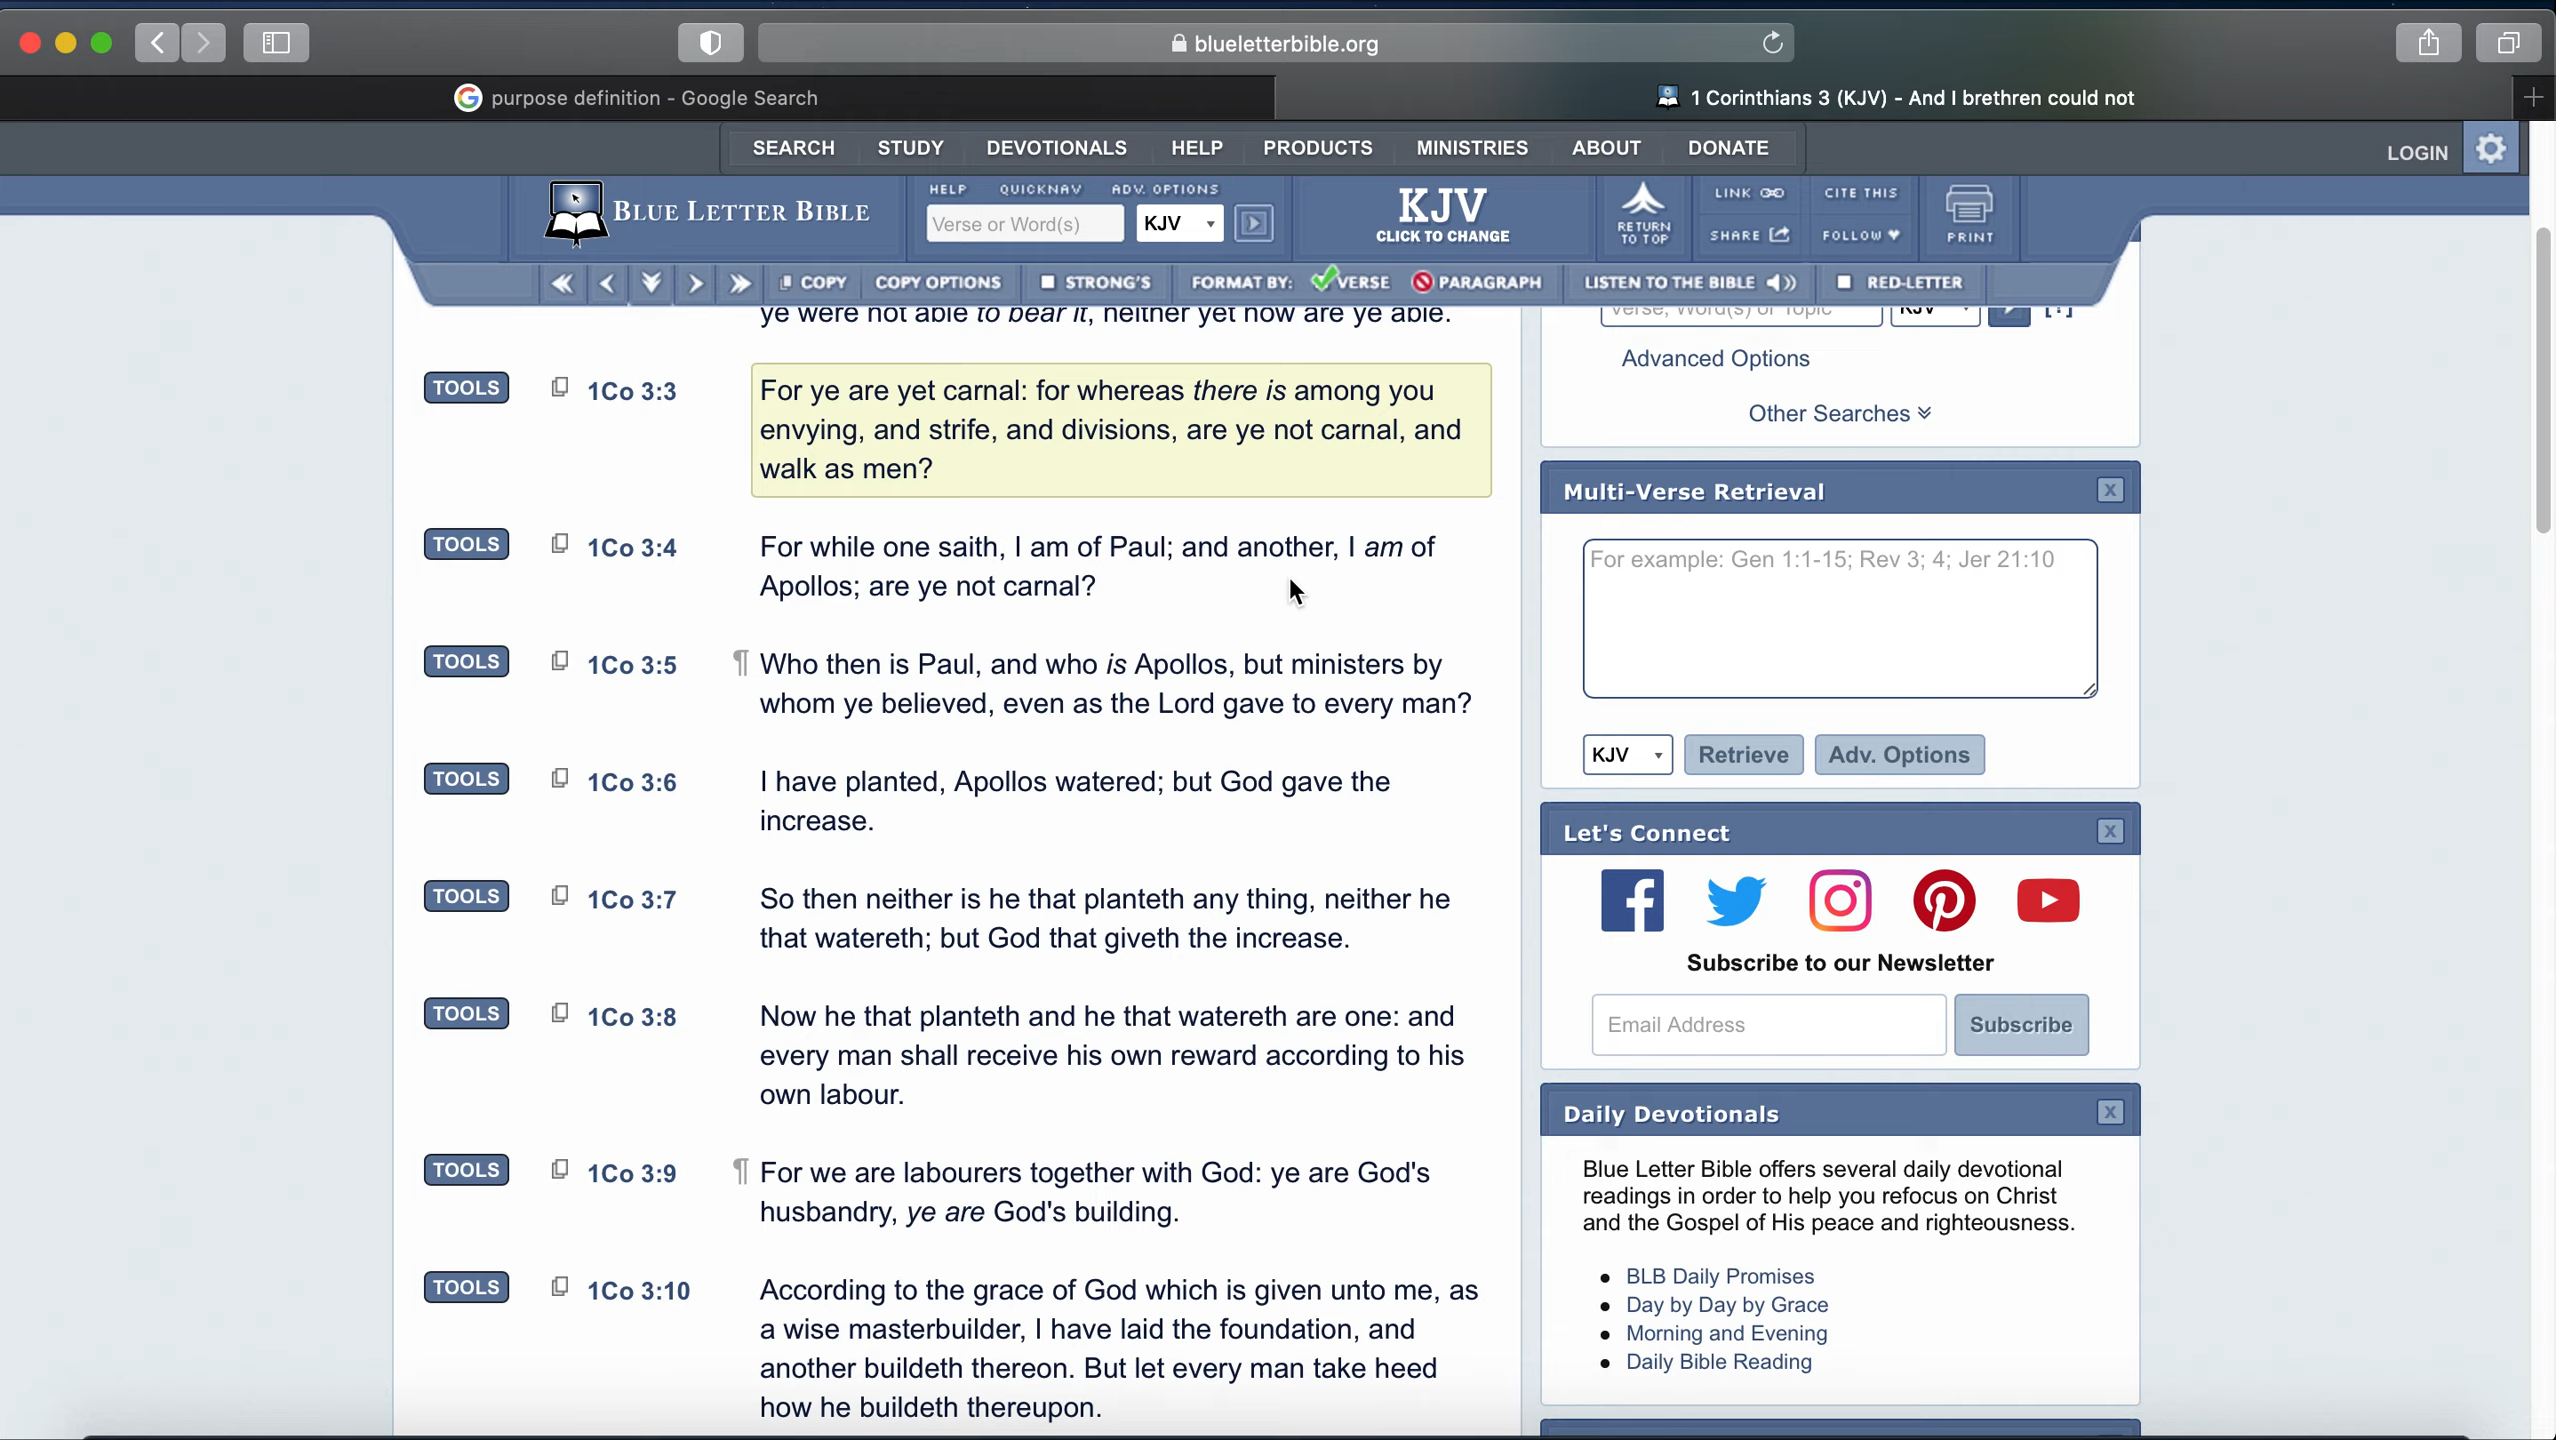 blueletterbible.org
purpose definition - Google Search
1 Corinthians 3 (KJV) - And I brethren could not
SEARCH STUDY DEVOTIONALS HELP PRODUCTS MINISTRIES ABOUT DONATE
LOGIN
BLUE LETTER BIBLE
HELP QUICKNAV ADV. OPTIONS
Verse or Word(s) KJV
KJV
CLICK TO CHANGE
RETURN
TO TOP
LINK CITE THIS
SHARE FOLLOW
PRINT
COPY COPY OPTIONS STRONG'S FORMAT BY: VERSE PARAGRAPH LISTEN TO THE BIBLE RED-LETTER
ye were not able to bear it, neither yet now are ye able.
TOOLS 1Co 3:3 For ye are yet carnal: for whereas there is among you
envying, and strife, and divisions, are ye not carnal, and
walk as men?
TOOLS 1Co 3:4 For while one saith, I am of Paul; and another, I am of
Apollos; are ye not carnal?
TOOLS 1Co 3:5 ¶ Who then is Paul, and who is Apollos, but ministers by
whom ye believed, even as the Lord gave to every man?
TOOLS 1Co 3:6 I have planted, Apollos watered; but God gave the
increase.
TOOLS 1Co 3:7 So then neither is he that planteth any thing, neither he
that watereth; but God that giveth the increase.
TOOLS 1Co 3:8 Now he that planteth and he that watereth are one: and
every man shall receive his own reward according to his
own labour.
TOOLS 1Co 3:9 ¶ For we are labourers together with God: ye are God's
husbandry, ye are God's building.
TOOLS 1Co 3:10 According to the grace of God which is given unto me, as
a wise masterbuilder, I have laid the foundation, and
another buildeth thereon. But let every man take heed
how he buildeth thereupon.
Verse, Word(s) or Topic KJV [?]
Advanced Options
Other Searches
Multi-Verse Retrieval X
For example: Gen 1:1-15; Rev 3; 4; Jer 21:10
KJV Retrieve Adv. Options
Let's Connect X
Subscribe to our Newsletter
Email Address Subscribe
Daily Devotionals X
Blue Letter Bible offers several daily devotional
readings in order to help you refocus on Christ
and the Gospel of His peace and righteousness.
BLB Daily Promises
Day by Day by Grace
Morning and Evening
Daily Bible Reading